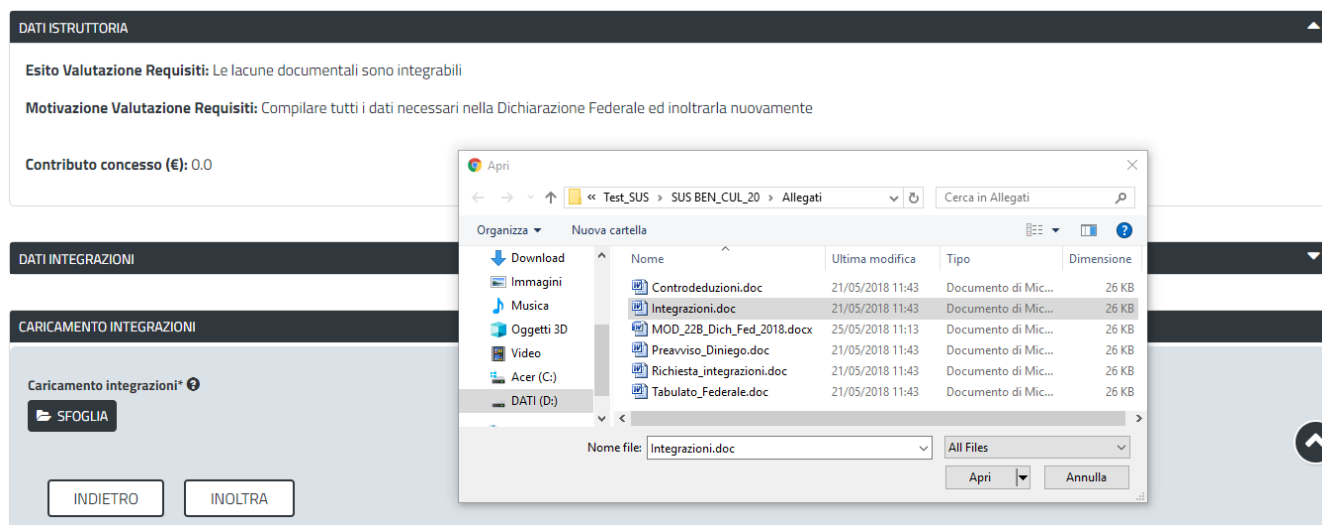 DATI ISTRUTTORIA
Esito Valutazione Requisiti: Le lacune documentali sono integrabili
Motivazione Valutazione Requisiti: Compilare tutti i dati necessari nella Dichiarazione Federale ed inoltrarla nuovamente
Contributo concesso (€): 0.0
DATI INTEGRAZIONI
CARICAMENTO INTEGRAZIONI
Caricamento integrazioni*
SFOGLIA
INDIETRO INOLTRA
Apri
« Test_SUS › SUS BEN_CUL_20 › Allegati Cerca in Allegati
Organizza Nuova cartella
Download
Immagini
Musica
Oggetti 3D
Video
Acer (C:)
DATI (D:)
Nome Ultima modifica Tipo Dimensione
Controdeduzioni.doc 21/05/2018 11:43 Documento di Mic... 26 KB
Integrazioni.doc 21/05/2018 11:43 Documento di Mic... 26 KB
MOD_22B_Dich_Fed_2018.docx 25/05/2018 11:13 Documento di Mic... 26 KB
Preavviso_Diniego.doc 21/05/2018 11:43 Documento di Mic... 26 KB
Richiesta_integrazioni.doc 21/05/2018 11:43 Documento di Mic... 26 KB
Tabulato_Federale.doc 21/05/2018 11:43 Documento di Mic... 26 KB
Nome file: Integrazioni.doc All Files
Apri Annulla